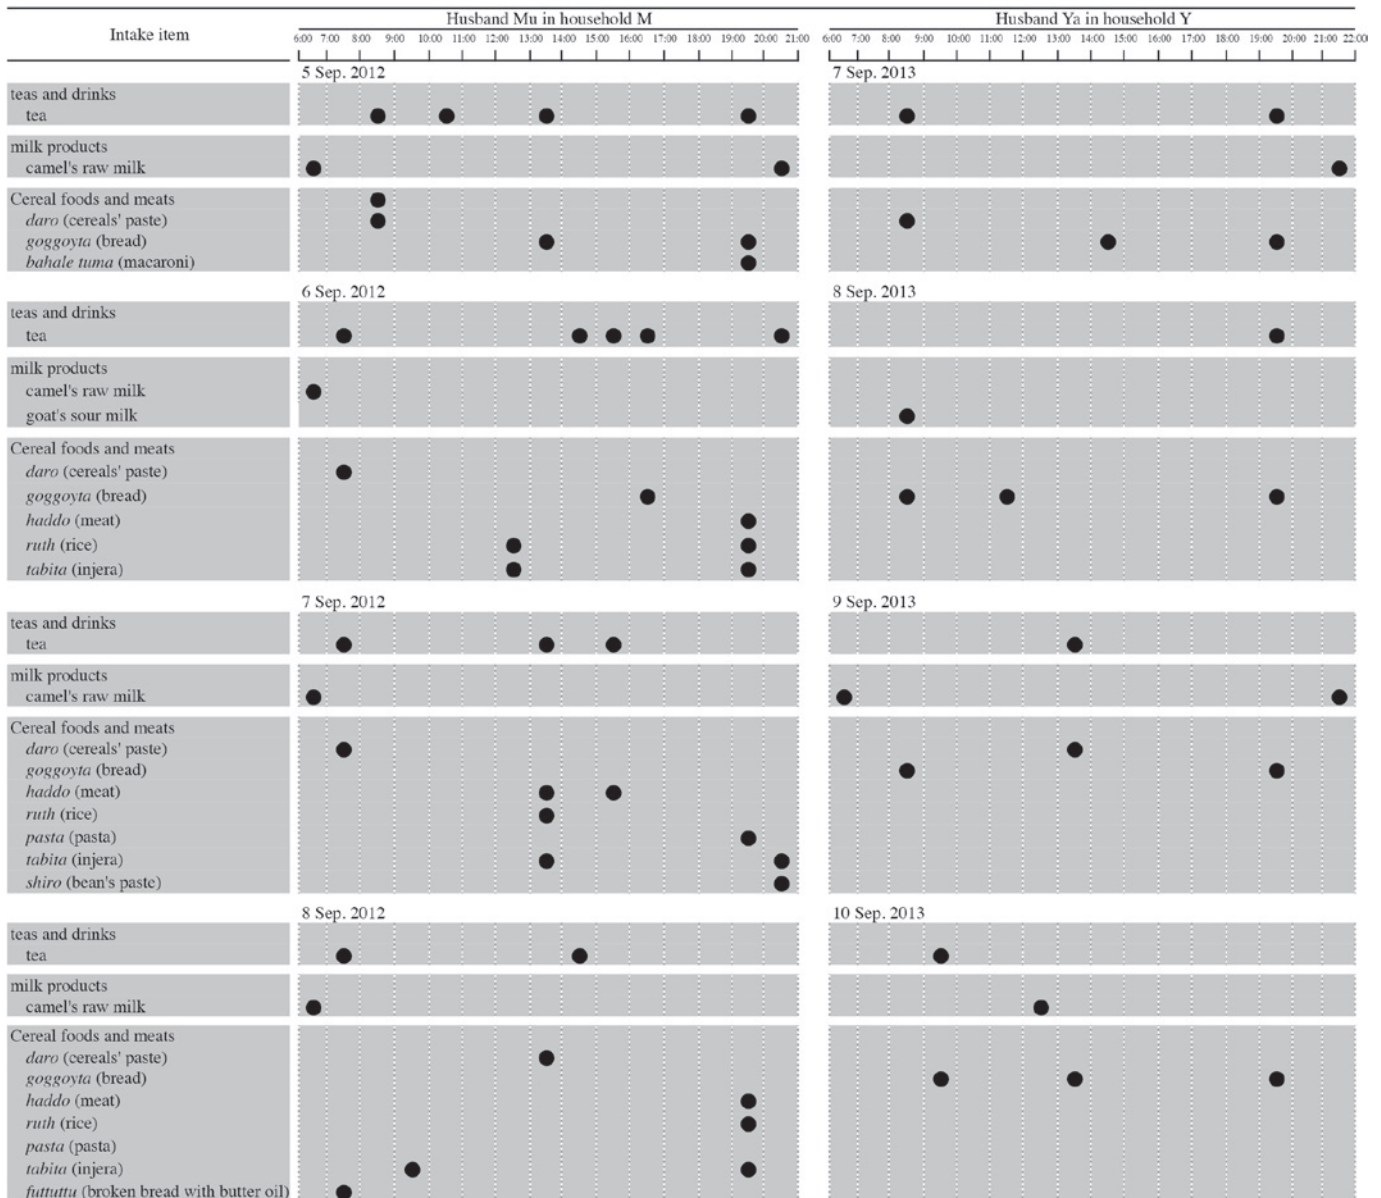 Intake item
Husband Mu in household M
Husband Ya in household Y
6:00 7:00 8:00 9:00 10:00 11:00 12:00 13:00 14:00 15:00 16:00 17:00 18:00 19:00 20:00 21:00
6:00 7:00 8:00 9:00 10:00 11:00 12:00 13:00 14:00 15:00 16:00 17:00 18:00 19:00 20:00 21:00 22:00
5 Sep. 2012
7 Sep. 2013
teas and drinks
tea
milk products
camel's raw milk
Cereal foods and meats
daro (cereals' paste)
goggoyta (bread)
bahale tuma (macaroni)
6 Sep. 2012
8 Sep. 2013
teas and drinks
tea
milk products
camel's raw milk
goat's sour milk
Cereal foods and meats
daro (cereals' paste)
goggoyta (bread)
haddo (meat)
ruth (rice)
tabita (injera)
7 Sep. 2012
9 Sep. 2013
teas and drinks
tea
milk products
camel's raw milk
Cereal foods and meats
daro (cereals' paste)
goggoyta (bread)
haddo (meat)
ruth (rice)
pasta (pasta)
tabita (injera)
shiro (bean's paste)
8 Sep. 2012
10 Sep. 2013
teas and drinks
tea
milk products
camel's raw milk
Cereal foods and meats
daro (cereals' paste)
goggoyta (bread)
haddo (meat)
ruth (rice)
pasta (pasta)
tabita (injera)
futtuttu (broken bread with butter oil)